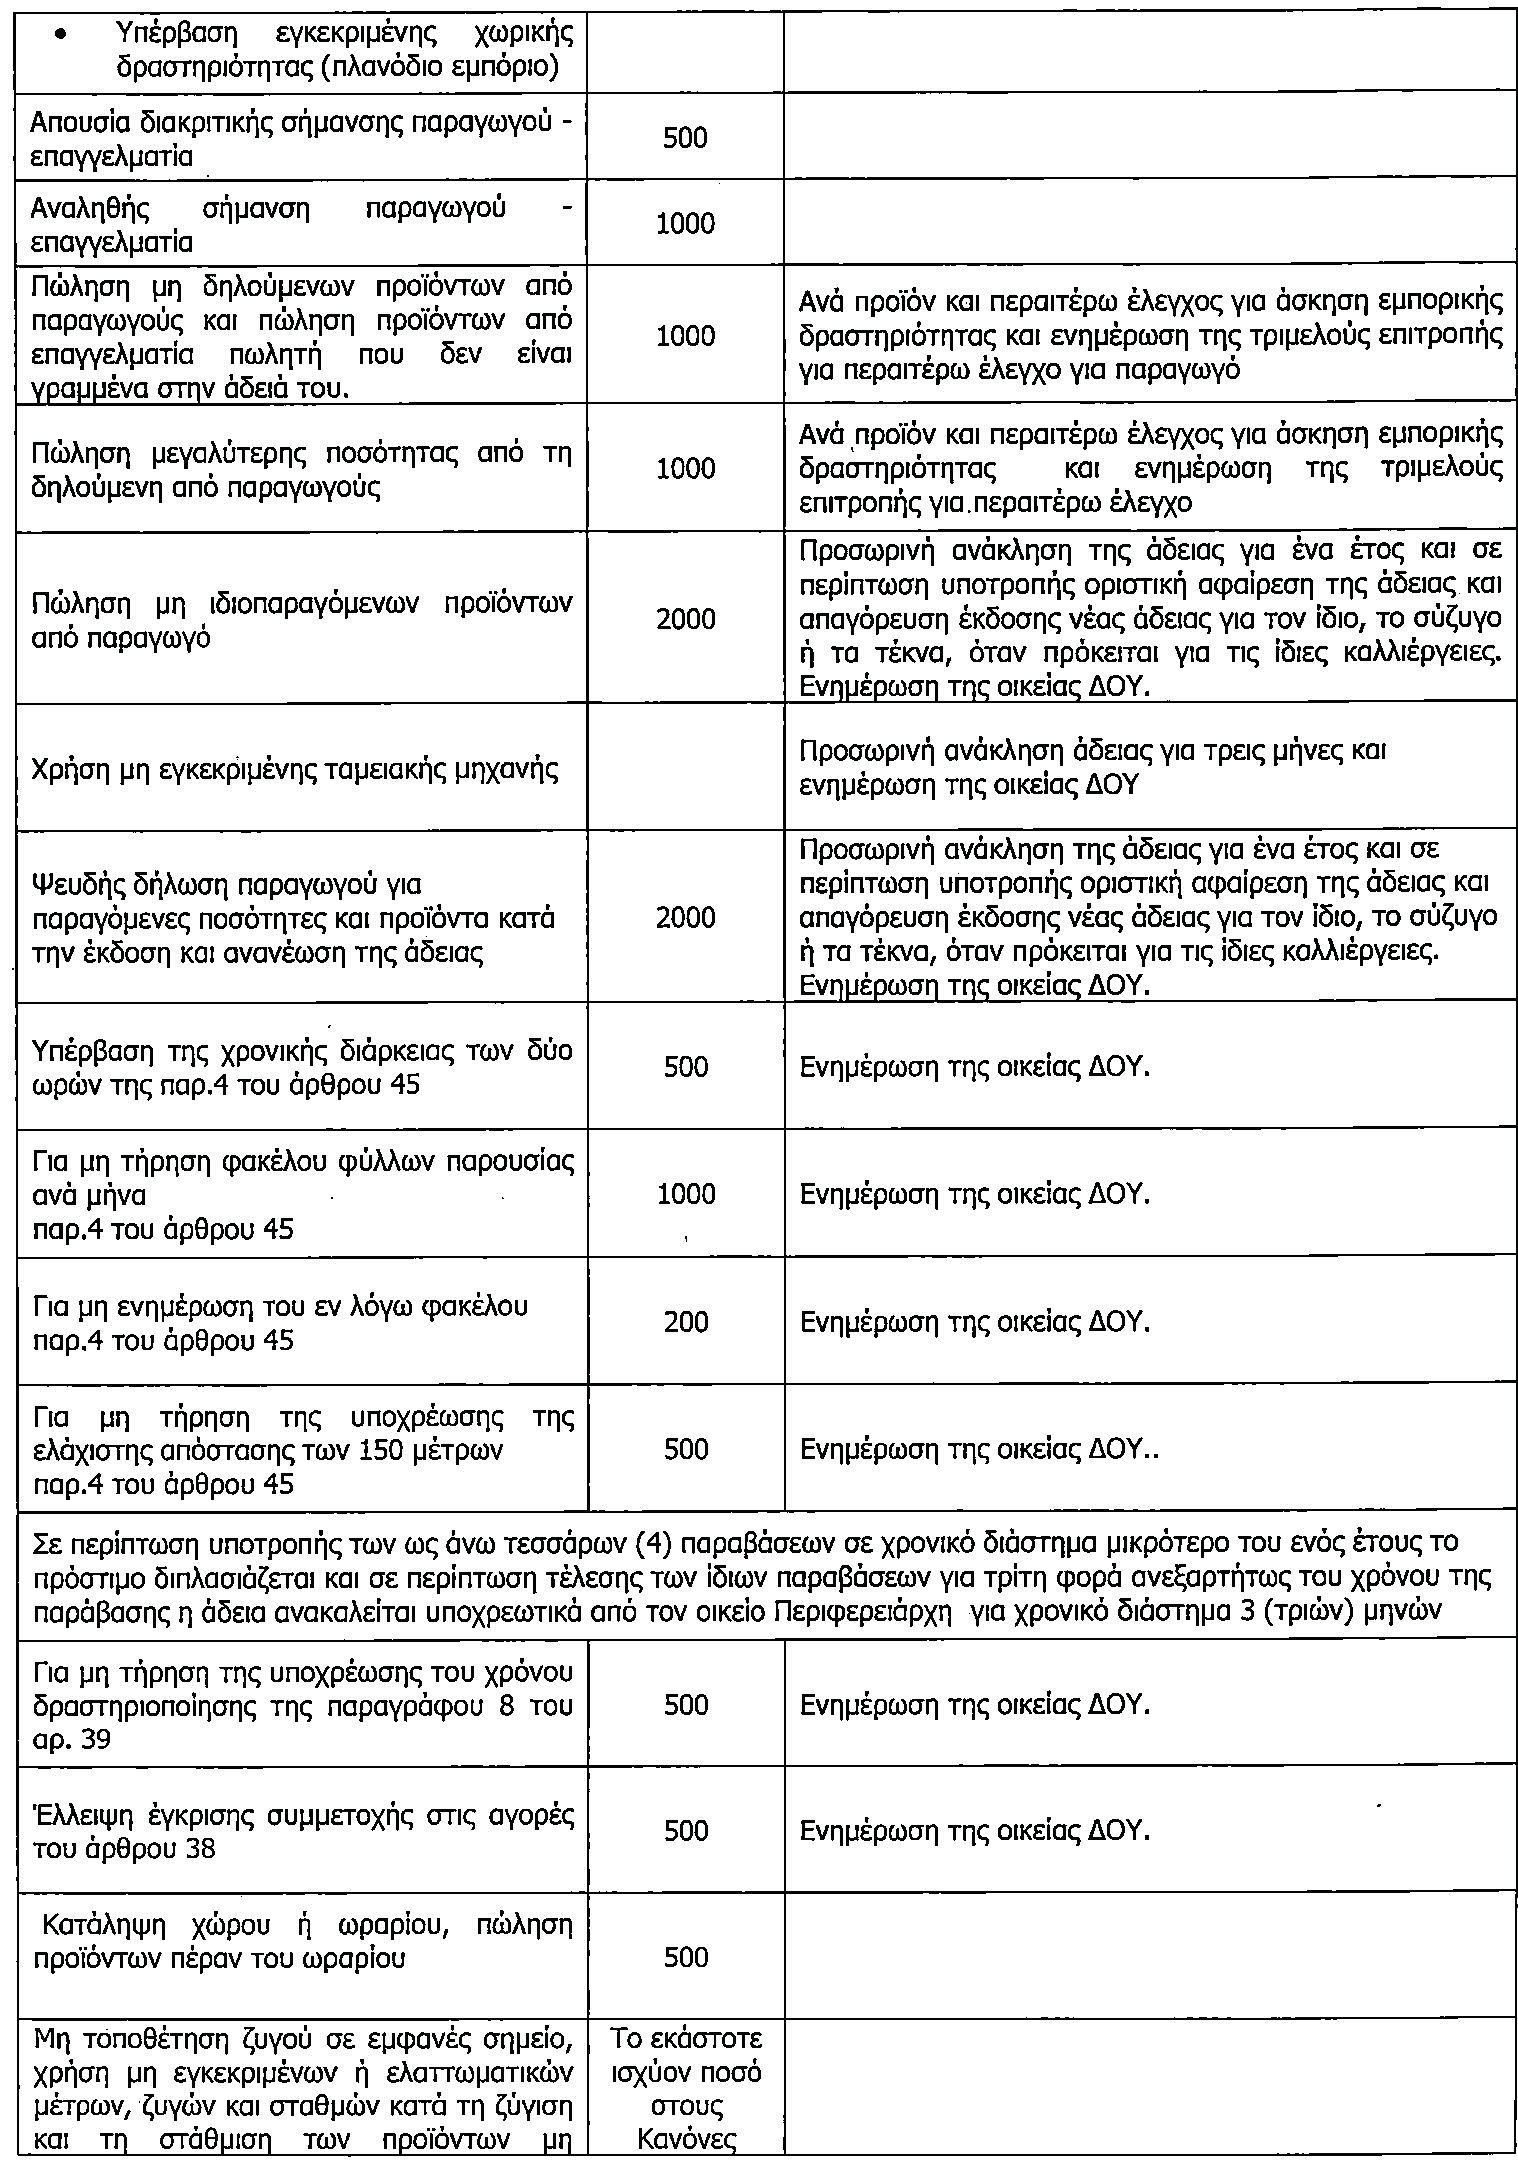 • Υπέρβαση εγκεκριμένης χωρικής
δραστηριότητας (πλανόδιο εμπόριο)
Απουσία διακριτικής σήμανσης παραγωγού -
επαγγελματία
500
Αναληθής σήμανση παραγωγού -
επαγγελματία
1000
Πώληση μη δηλούμενων προϊόντων από
παραγωγούς και πώληση προϊόντων από
επαγγελματία πωλητή που δεν είναι
γραμμένα στην άδειά του.
1000
Ανά προϊόν και περαιτέρω έλεγχος για άσκηση εμπορικής
δραστηριότητας και ενημέρωση της τριμελούς επιτροπής
για περαιτέρω έλεγχο για παραγωγό
Πώληση μεγαλύτερης ποσότητας από τη
δηλούμενη από παραγωγούς
1000
Ανά προϊόν και περαιτέρω έλεγχος για άσκηση εμπορικής
δραστηριότητας και ενημέρωση της τριμελούς
επιτροπής για.περαιτέρω έλεγχο
Πώληση μη ιδιοπαραγόμενων προϊόντων
από παραγωγό
2000
Προσωρινή ανάκληση της άδειας για ένα έτος και σε
περίπτωση υποτροπής οριστική αφαίρεση της άδειας και
απαγόρευση έκδοσης νέας άδειας για τον ίδιο, το σύζυγο
ή τα τέκνα, όταν πρόκειται για τις ίδιες καλλιέργειες.
Ενημέρωση της οικείας ΔΟΥ.
Χρήση μη εγκεκριμένης ταμειακής μηχανής
Προσωρινή ανάκληση άδειας για τρεις μήνες και
ενημέρωση της οικείας ΔΟΥ
Ψευδής δήλωση παραγωγού για
παραγόμενες ποσότητες και προϊόντα κατά
την έκδοση και ανανέωση της άδειας
2000
Προσωρινή ανάκληση της άδειας για ένα έτος και σε
περίπτωση υποτροπής οριστική αφαίρεση της άδειας και
απαγόρευση έκδοσης νέας άδειας για τον ίδιο, το σύζυγο
ή τα τέκνα, όταν πρόκειται για τις ίδιες καλλιέργειες.
Ενημέρωση της οικείας ΔΟΥ.
Υπέρβαση της χρονικής διάρκειας των δύο
ωρών της παρ.4 του άρθρου 45
500
Ενημέρωση της οικείας ΔΟΥ.
Για μη τήρηση φακέλου φύλλων παρουσίας
ανά μήνα
παρ.4 του άρθρου 45
1000
Ενημέρωση της οικείας ΔΟΥ.
Για μη ενημέρωση του εν λόγω φακέλου
παρ.4 του άρθρου 45
200
Ενημέρωση της οικείας ΔΟΥ.
Για μη τήρηση της υποχρέωσης της
ελάχιστης απόστασης των 150 μέτρων
παρ.4 του άρθρου 45
500
Ενημέρωση της οικείας ΔΟΥ..
Σε περίπτωση υποτροπής των ως άνω τεσσάρων (4) παραβάσεων σε χρονικό διάστημα μικρότερο του ενός έτους το
πρόστιμο διπλασιάζεται και σε περίπτωση τέλεσης των ίδιων παραβάσεων για τρίτη φορά ανεξαρτήτως του χρόνου της
παράβασης η άδεια ανακαλείται υποχρεωτικά από τον οικείο Περιφερειάρχη για χρονικό διάστημα 3 (τριών) μηνών
Για μη τήρηση της υποχρέωσης του χρόνου
δραστηριοποίησης της παραγράφου 8 του
αρ. 39
500
Ενημέρωση της οικείας ΔΟΥ.
Έλλειψη έγκρισης συμμετοχής στις αγορές
του άρθρου 38
500
Ενημέρωση της οικείας ΔΟΥ.
Κατάληψη χώρου ή ωραρίου, πώληση
προϊόντων πέραν του ωραρίου
500
Μη τοποθέτηση ζυγού σε εμφανές σημείο,
χρήση μη εγκεκριμένων ή ελαττωματικών
μέτρων, ζυγών και σταθμών κατά τη ζύγιση
και τη στάθμιση των προϊόντων μη
Το εκάστοτε
ισχύον ποσό
στους
Κανόνες